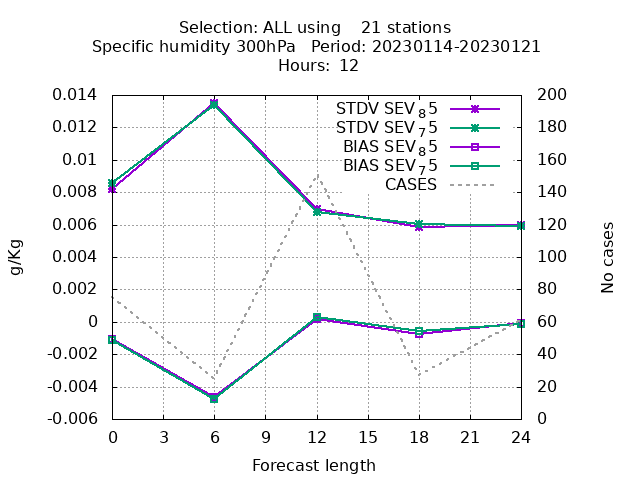 Selection: ALL using    21 stations
Specific humidity 300hPa   Period: 20230114-20230121
Hours: 12
0.014
0.012
0.01
0.008
0.006
0.004
0.002
0
-0.002
-0.004
-0.006
g/Kg
STDV SEV₈5
STDV SEV₇5
BIAS SEV₈5
BIAS SEV₇5
CASES
200
180
160
140
120
100
80
60
40
20
0
No cases
0 3 6 9 12 15 18 21 24
Forecast length